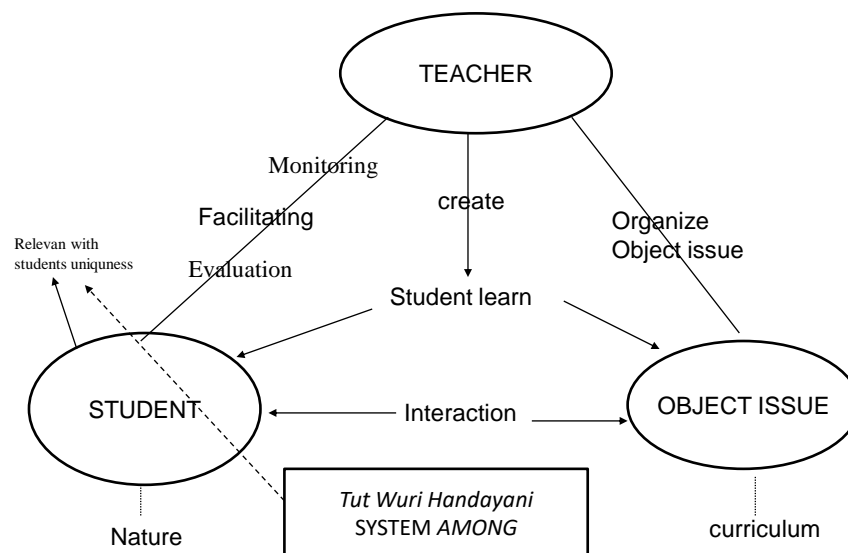 TEACHER
Monitoring
create
Facilitating
Organize
Object issue
Relevan with
students uniquness
Evaluation
Student learn
STUDENT
Interaction
OBJECT ISSUE
Tut Wuri Handayani
SYSTEM AMONG
Nature
curriculum